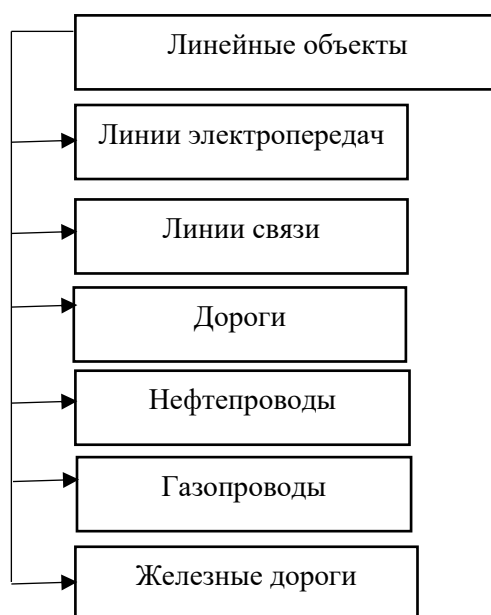 Линейные объекты
Линии электропередач
Линии связи
Дороги
Нефтепроводы
Газопроводы
Железные дороги